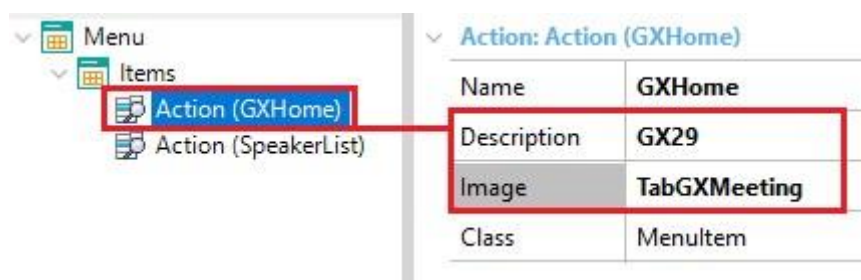 Menu
Items
Action (GXHome)
Action (SpeakerList)
Action: Action (GXHome)
Name GXHome
Description GX29
Image TabGXMeeting
Class MenuItem